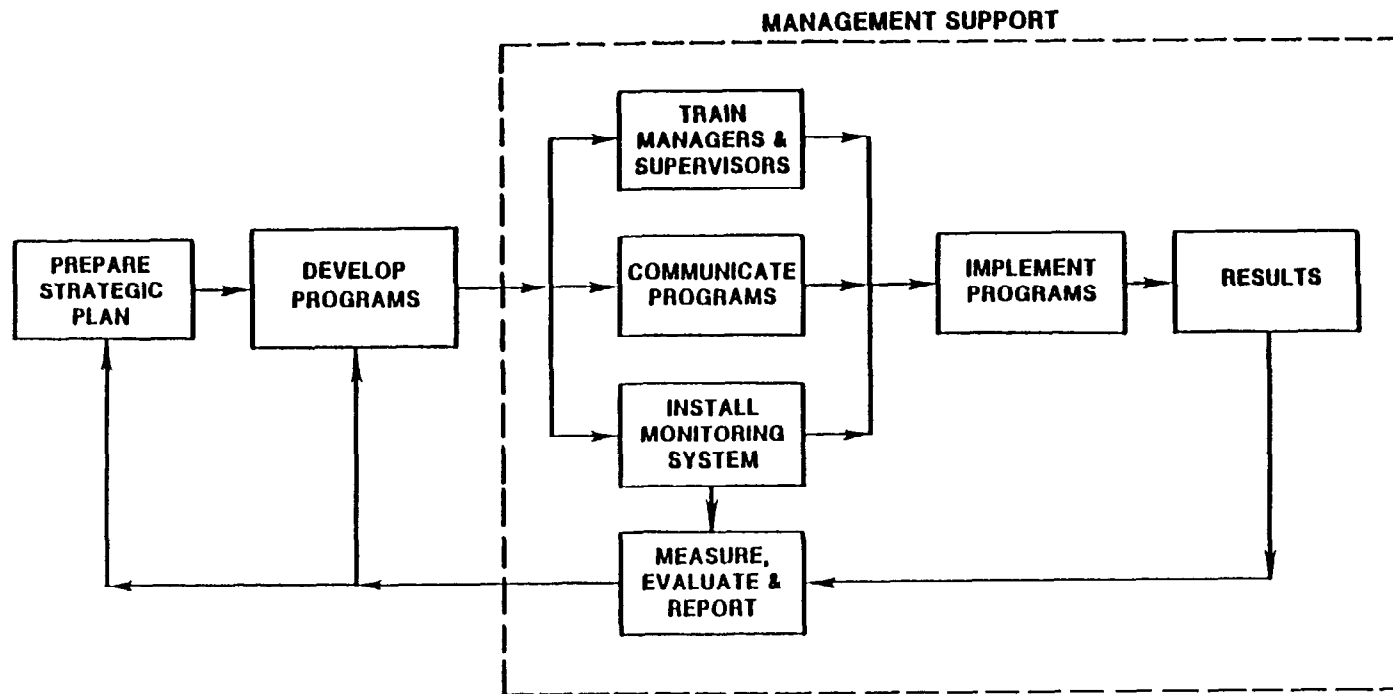 MANAGEMENT SUPPORT
TRAIN
MANAGERS &
SUPERVISORS
PREPARE
STRATEGIC
PLAN
DEVELOP
PROGRAMS
COMMUNICATE
PROGRAMS
IMPLEMENT
PROGRAMS
RESULTS
INSTALL
MONITORING
SYSTEM
MEASURE,
EVALUATE &
REPORT